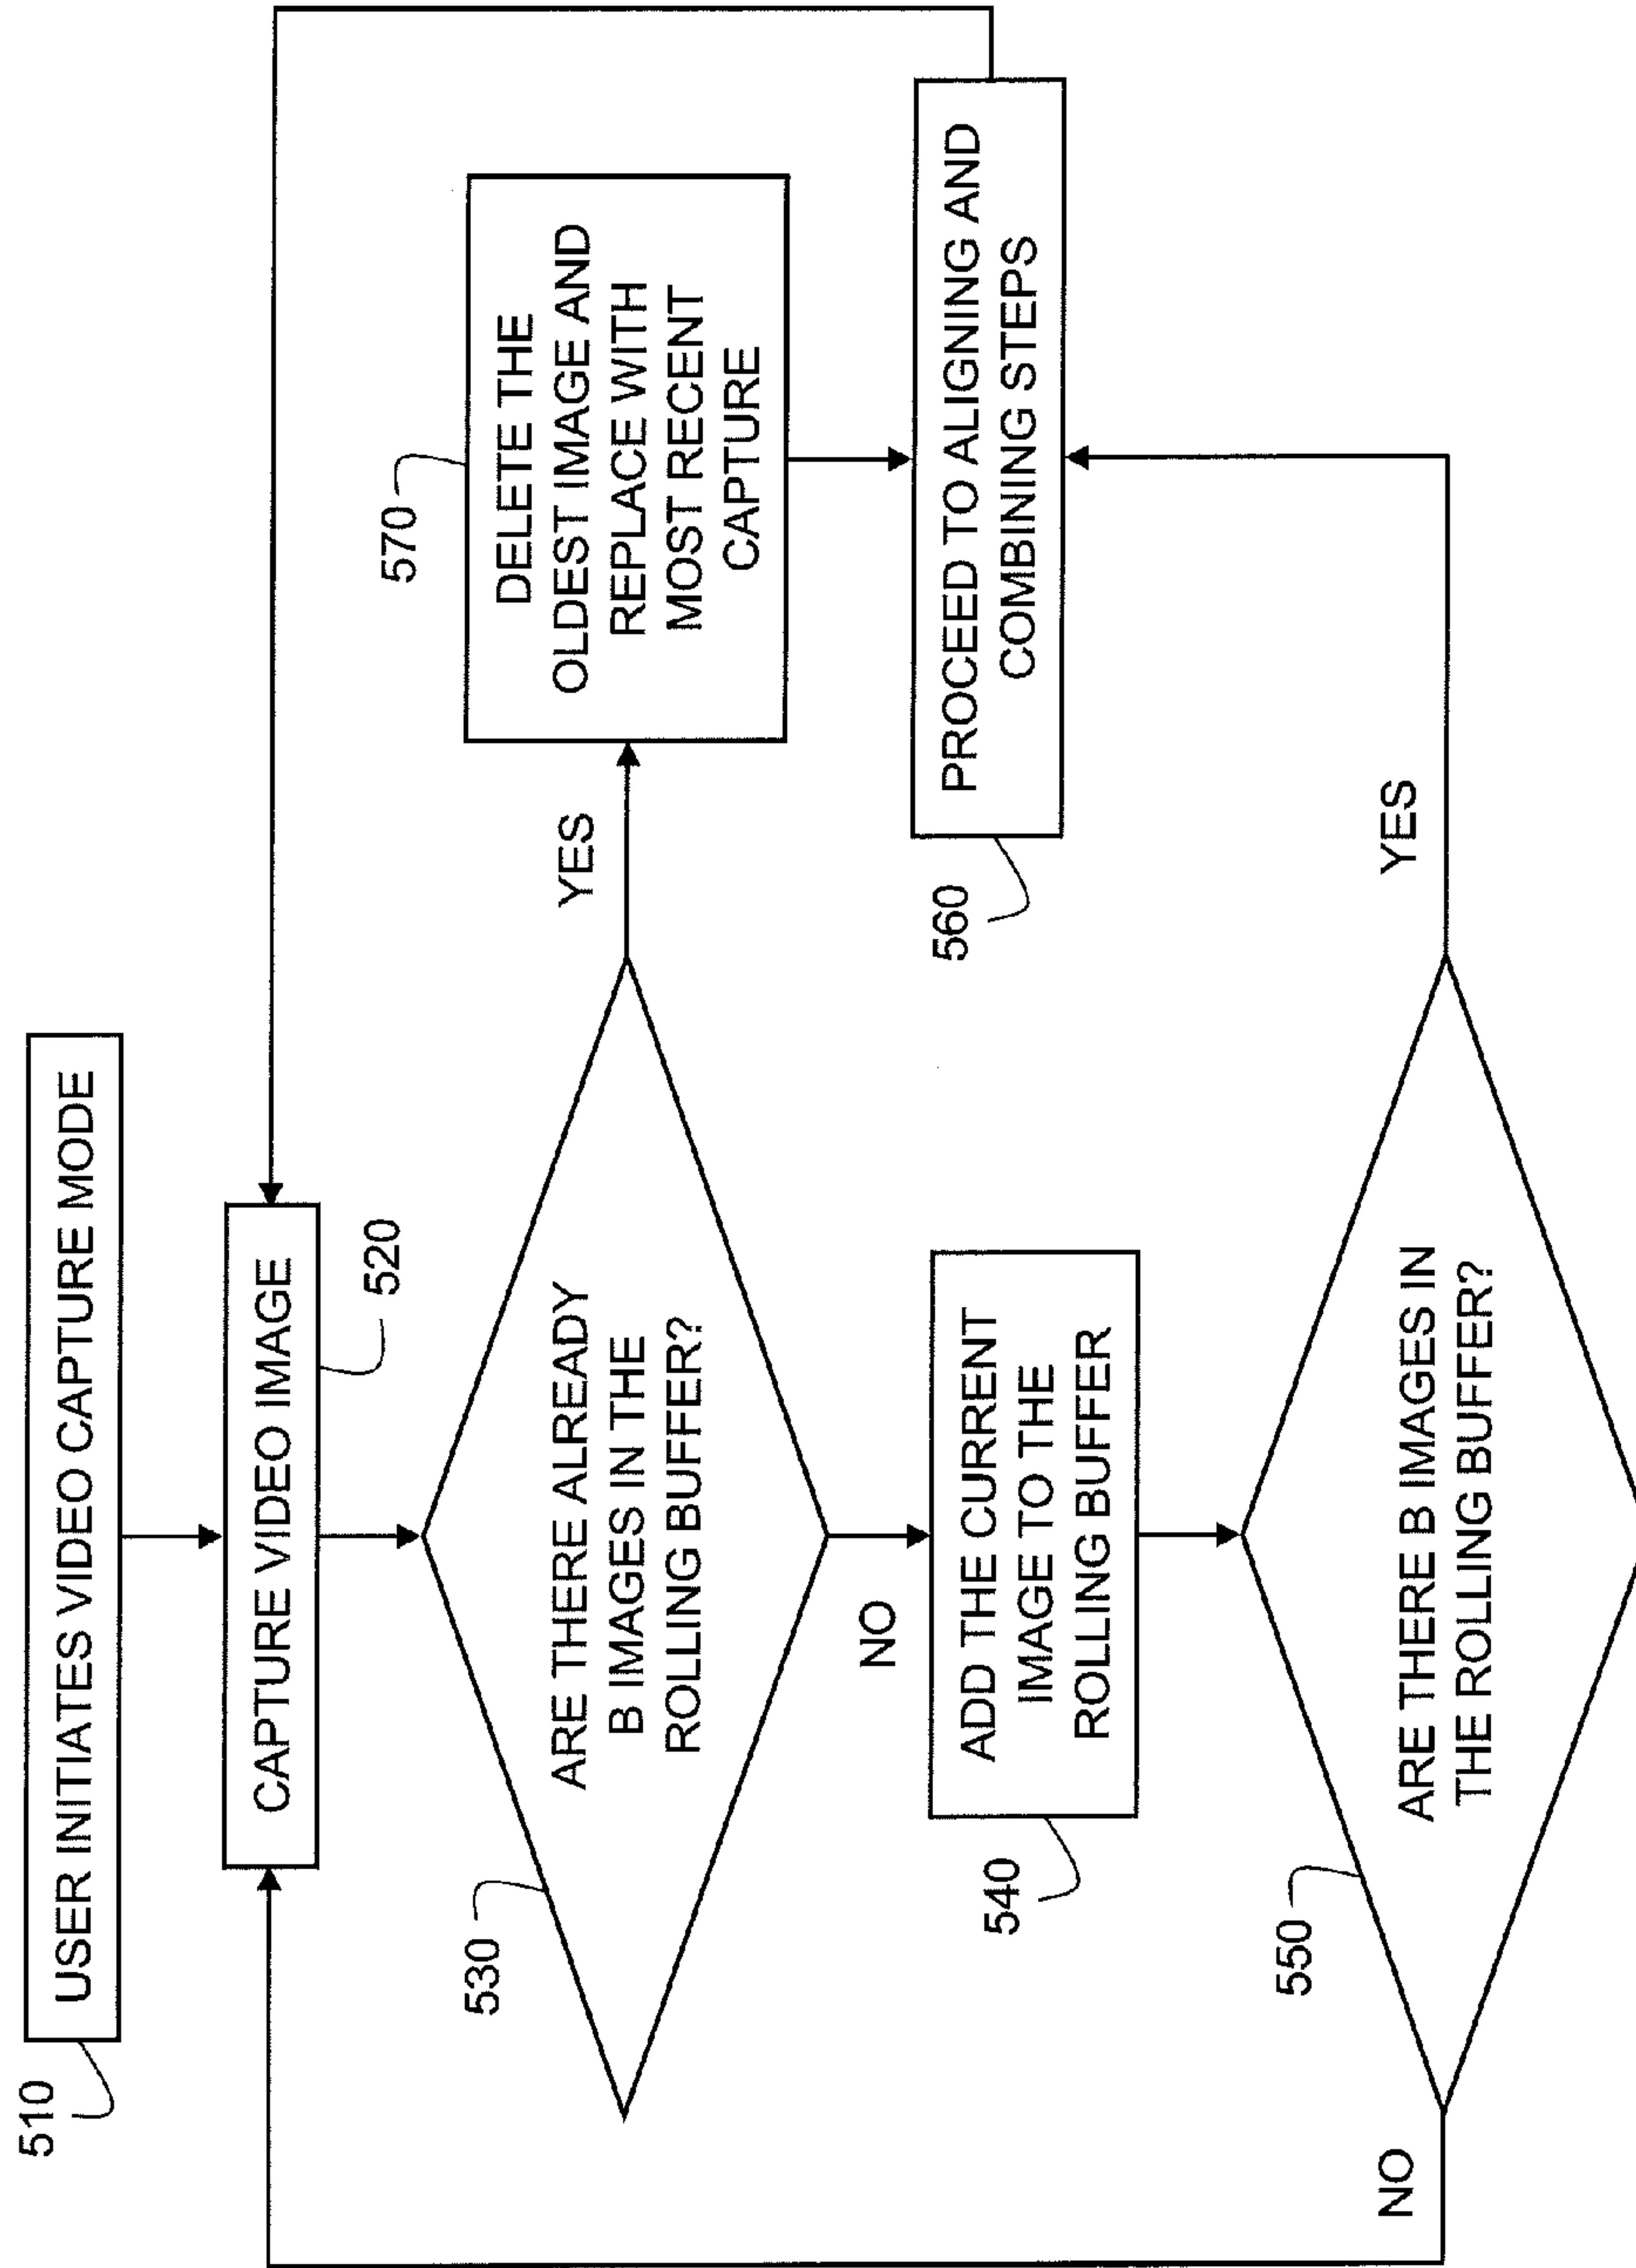 510
USER INITIATES VIDEO CAPTURE MODE
CAPTURE VIDEO IMAGE
520
530
ARE THERE ALREADY
B IMAGES IN THE
ROLLING BUFFER?
YES
570
DELETE THE
OLDEST IMAGE AND
REPLACE WITH
MOST RECENT
CAPTURE
NO
540
ADD THE CURRENT
IMAGE TO THE
ROLLING BUFFER
560
PROCEED TO ALIGNING AND
COMBINING STEPS
550
ARE THERE B IMAGES IN
THE ROLLING BUFFER?
NO
YES